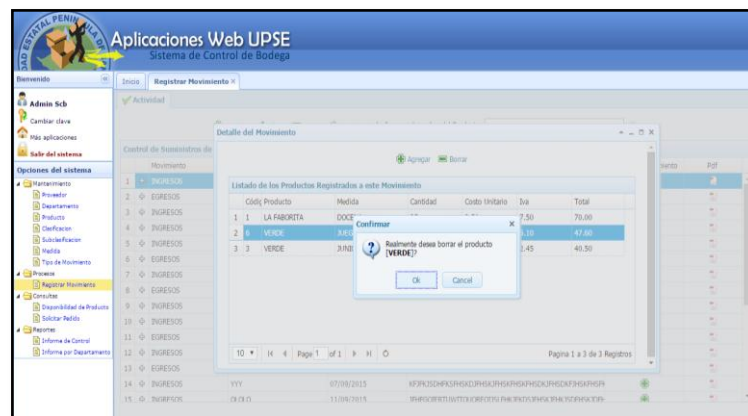 Aplicaciones Web UPSE
Sistema de Control de Bodega
Bienvenido
Inicio Registrar Movimiento
Admin Scb
Cambiar clave
Más aplicaciones
Salir del sistema
Opciones del sistema
Mantenimiento
Proveedor
Departamento
Producto
Clasificacion
Subclasificacion
Medida
Tipo de Movimiento
Procesos
Registrar Movimiento
Consultas
Disponibilidad de Producto
Solicitar Pedido
Reportes
Informe de Control
Informe por Departamento
Actividad
Control de Suministros de
Movimiento Pdf
1 INGRESOS
2 EGRESOS
3 INGRESOS
4 INGRESOS
5 INGRESOS
6 EGRESOS
7 INGRESOS
8 EGRESOS
9 INGRESOS
10 INGRESOS
11 EGRESOS
12 INGRESOS
13 EGRESOS
14 INGRESOS YYY 07/09/2015
15 INGRESOS 11/09/2015
Detalle del Movimiento
Agregar Borrar
Listado de los Productos Registrados a este Movimiento
Códig Producto Medida Cantidad Costo Unitario Iva Total
1 1 LA FABORITA DOCE 7.50 70.00
2 6 VERDE JUEG 5.10 47.60
3 3 VERDE JUNI .45 40.50
Confirmar
Realmente desea borrar el producto
[VERDE]?
Ok Cancel
10 Page 1 of 1 Pagina 1 a 3 de 3 Registros